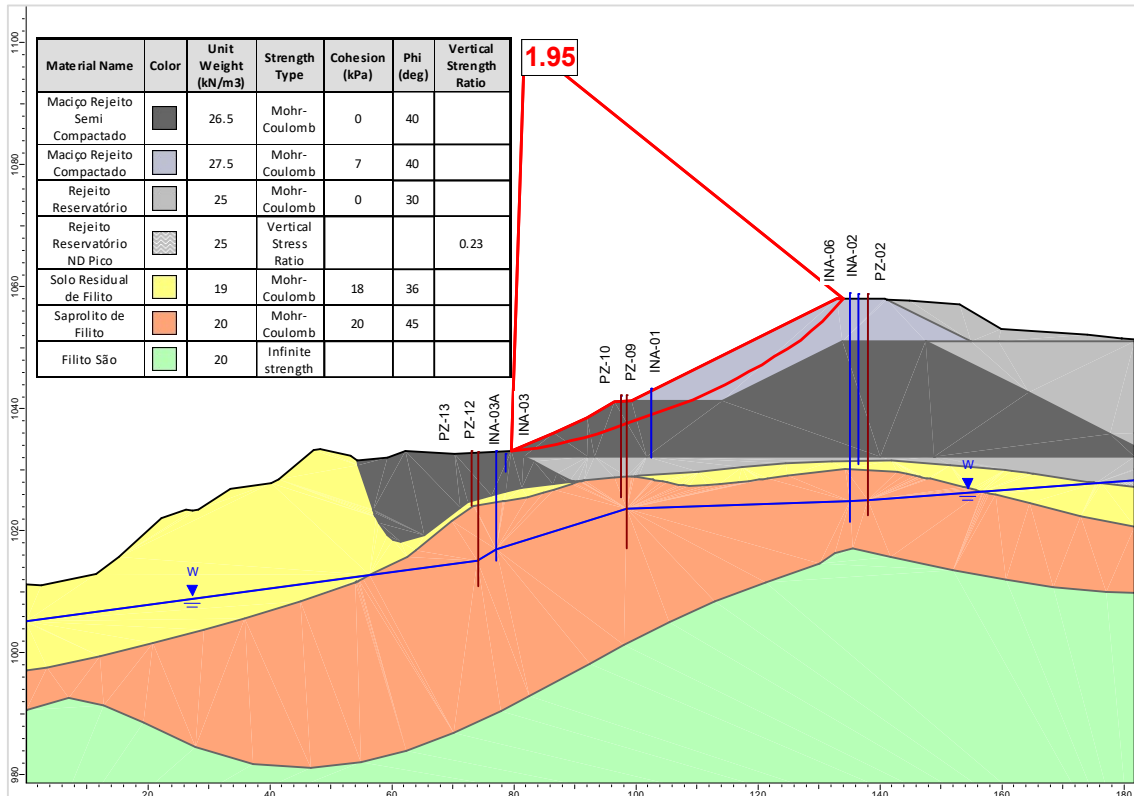 1.95
Material Name Color Unit Weight (kN/m3) Strength Type Cohesion (kPa) Phi (deg) Vertical Strength Ratio
Maciço Rejeito Semi Compactado 26.5 Mohr-Coulomb 0 40
Maciço Rejeito Compactado 27.5 Mohr-Coulomb 7 40
Rejeito Reservatório 25 Mohr-Coulomb 0 30
Rejeito Reservatório ND Pico 25 Vertical Stress Ratio 0.23
Solo Residual de Filito 19 Mohr-Coulomb 18 36
Saprolito de Filito 20 Mohr-Coulomb 20 45
Filito São 20 Infinite strength
INA-06
INA-02
PZ-02
PZ-10
PZ-09
INA-01
PZ-13
PZ-12
INA-03A
INA-03
W
W
1100
1080
1060
1040
1020
1000
980
20 40 60 80 100 120 140 160 180